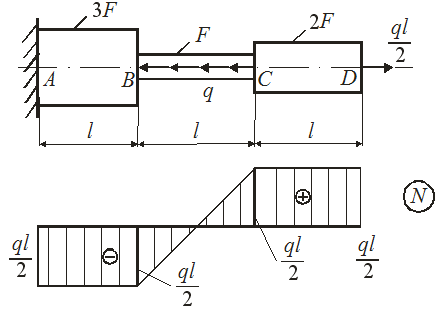 3F
F
2F
ql/2
A B C D
q
l l l
+
N
ql/2 − ql/2 ql/2 ql/2